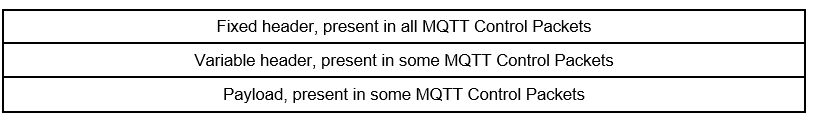 Fixed header, present in all MQTT Control Packets
Variable header, present in some MQTT Control Packets
Payload, present in some MQTT Control Packets